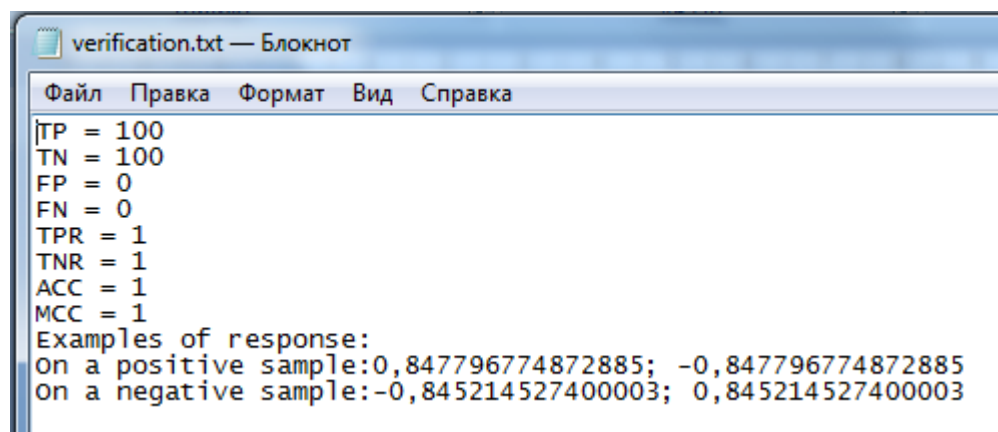 verification.txt — Блокнот
Файл Правка Формат Вид Справка
TP = 100
TN = 100
FP = 0
FN = 0
TPR = 1
TNR = 1
ACC = 1
MCC = 1
Examples of response:
On a positive sample:0,847796774872885; -0,847796774872885
On a negative sample:-0,845214527400003; 0,845214527400003